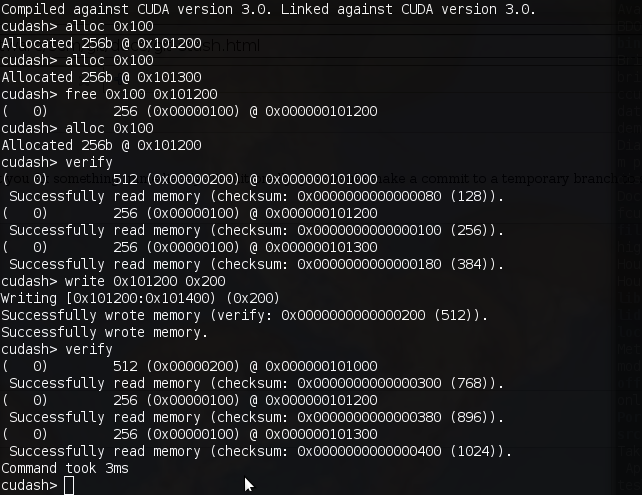 Compiled against CUDA version 3.0. Linked against CUDA version 3.0.
cudash> alloc 0x100
Allocated 256b @ 0x101200
cudash> alloc 0x100
Allocated 256b @ 0x101300
cudash> free 0x100 0x101200
(   0)        256 (0x00000100) @ 0x000000101200
cudash> alloc 0x100
Allocated 256b @ 0x101200
cudash> verify
(   0)        512 (0x00000200) @ 0x000000101000
 Successfully read memory (checksum: 0x0000000000000080 (128)).
(   0)        256 (0x00000100) @ 0x000000101200
 Successfully read memory (checksum: 0x0000000000000100 (256)).
(   0)        256 (0x00000100) @ 0x000000101300
 Successfully read memory (checksum: 0x0000000000000180 (384)).
cudash> write 0x101200 0x200
Writing [0x101200:0x101400) (0x200)
Successfully wrote memory (verify: 0x0000000000000200 (512)).
Successfully wrote memory.
cudash> verify
(   0)        512 (0x00000200) @ 0x000000101000
 Successfully read memory (checksum: 0x0000000000000300 (768)).
(   0)        256 (0x00000100) @ 0x000000101200
 Successfully read memory (checksum: 0x0000000000000380 (896)).
(   0)        256 (0x00000100) @ 0x000000101300
 Successfully read memory (checksum: 0x0000000000000400 (1024)).
Command took 3ms
cudash>